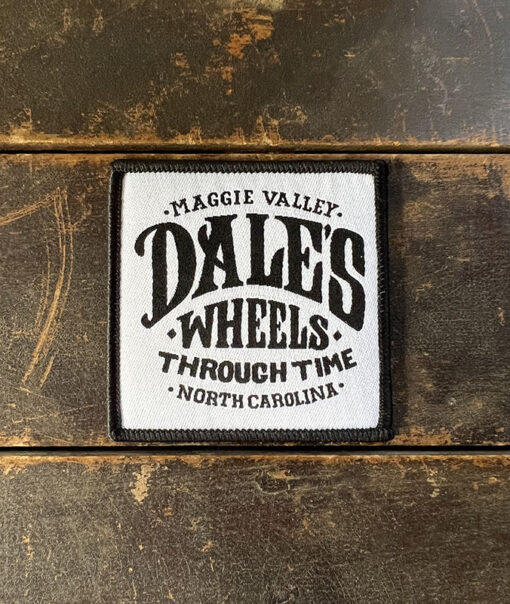 ·MAGGIE VALLEY·
DALE'S
·WHEELS·
THROUGH TIME
·NORTH CAROLINA·